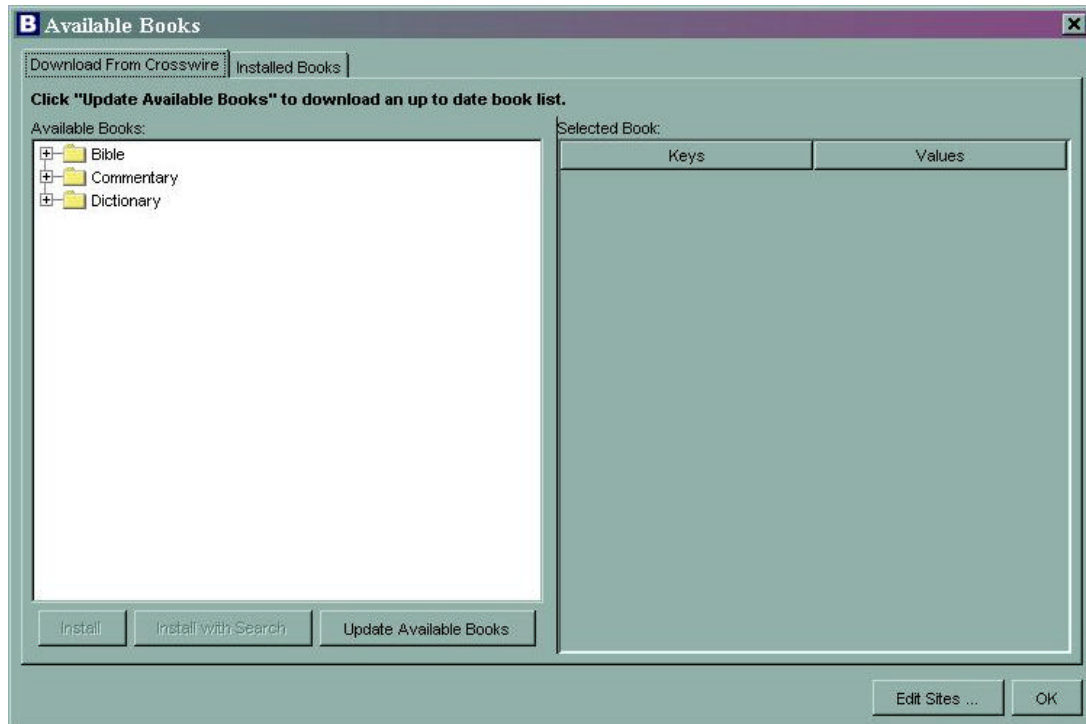 B Available Books
Download From Crosswire Installed Books
Click "Update Available Books" to download an up to date book list.
Available Books:
Selected Book:
Keys Values
Bible
Commentary
Dictionary
Install Install with Search Update Available Books
Edit Sites ... OK